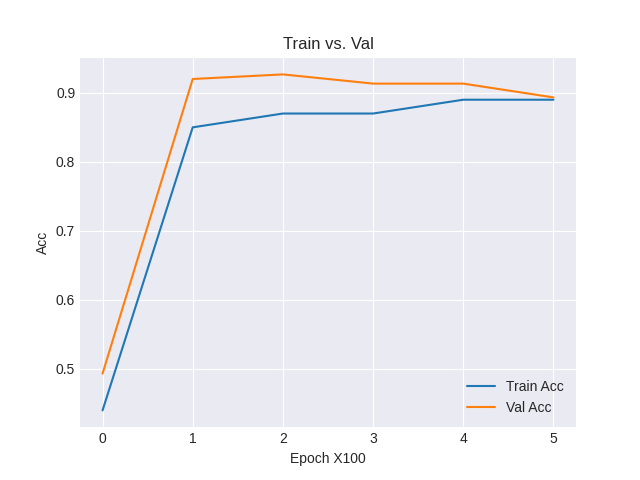 Train vs. Val
0.9
0.8
0.7
0.6
0.5
Acc
Train Acc
Val Acc
0 1 2 3 4 5
Epoch X100